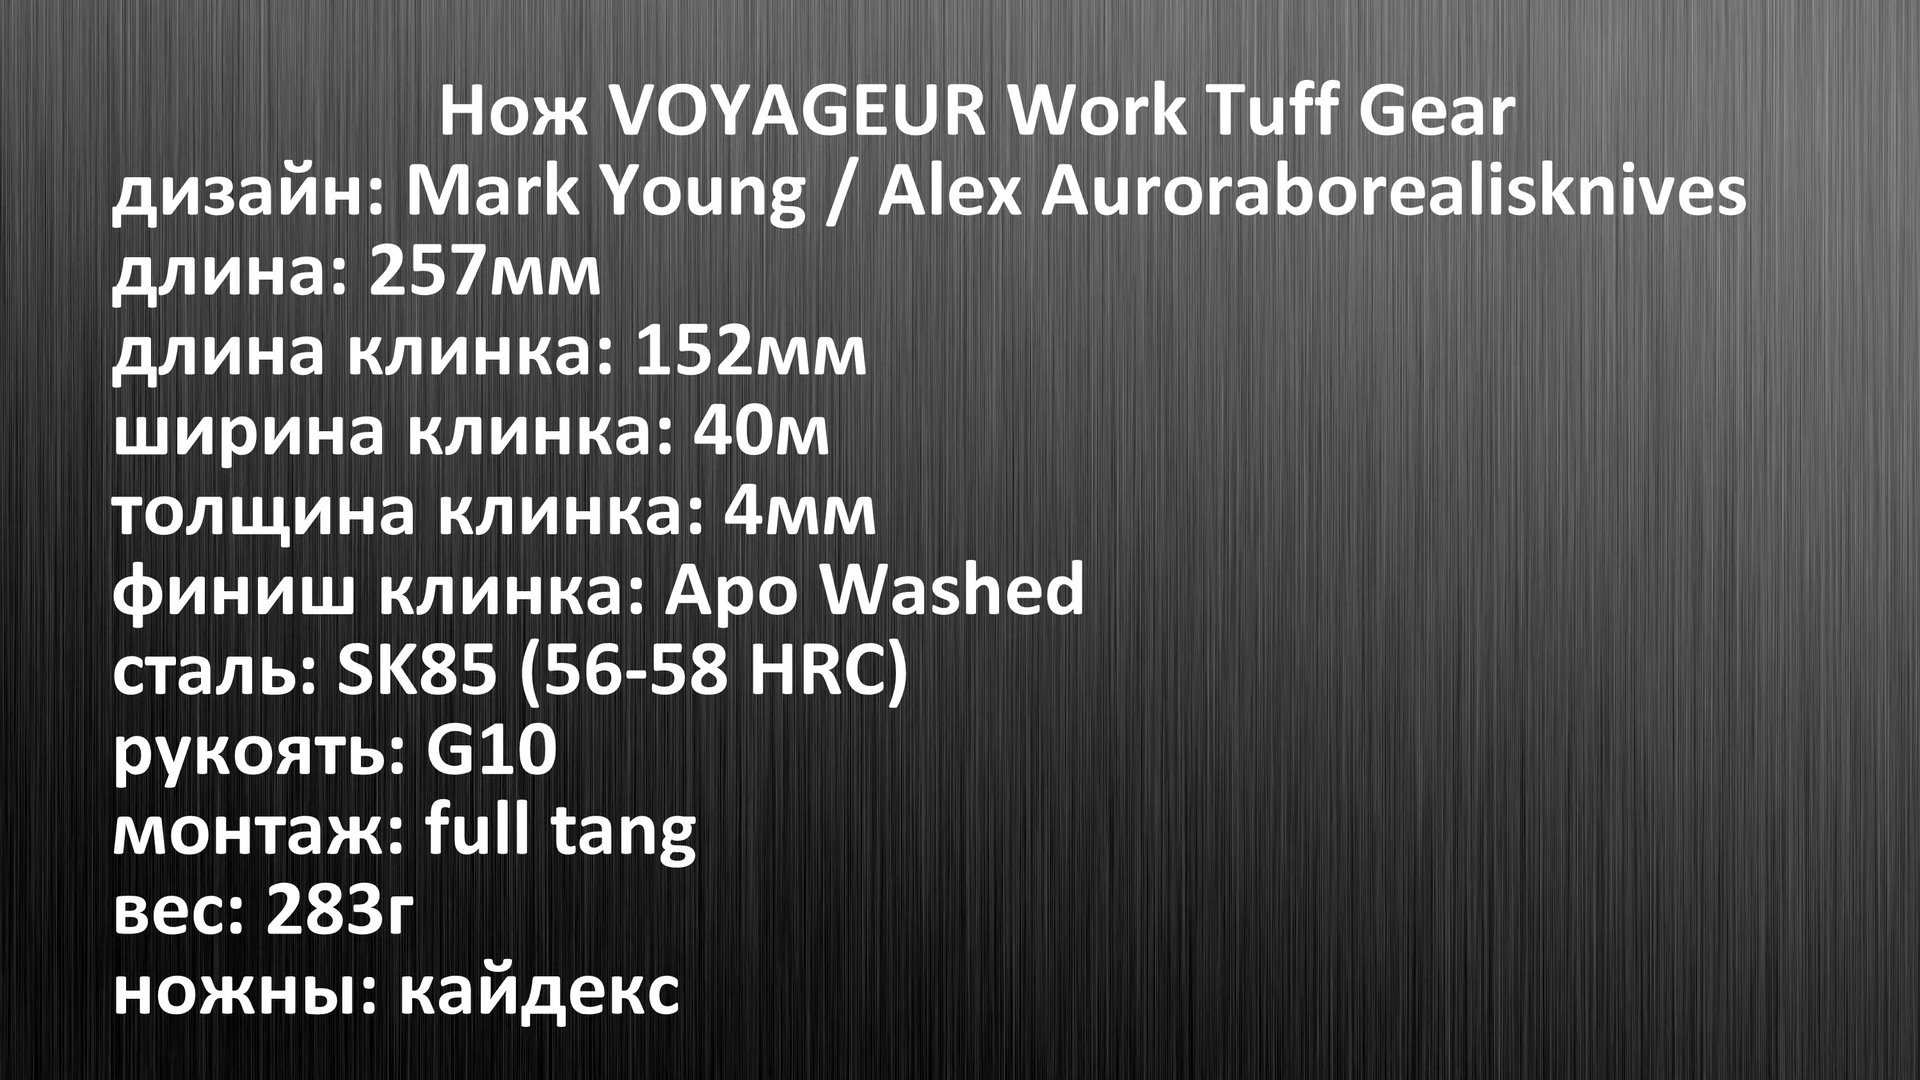 Нож VOYAGEUR Work Tuff Gear
дизайн: Mark Young / Alex Auroraborealisknives
длина: 257мм
длина клинка: 152мм
ширина клинка: 40м
толщина клинка: 4мм
финиш клинка: Apo Washed
сталь: SK85 (56-58 HRC)
рукоять: G10
монтаж: full tang
вес: 283г
ножны: кайдекс